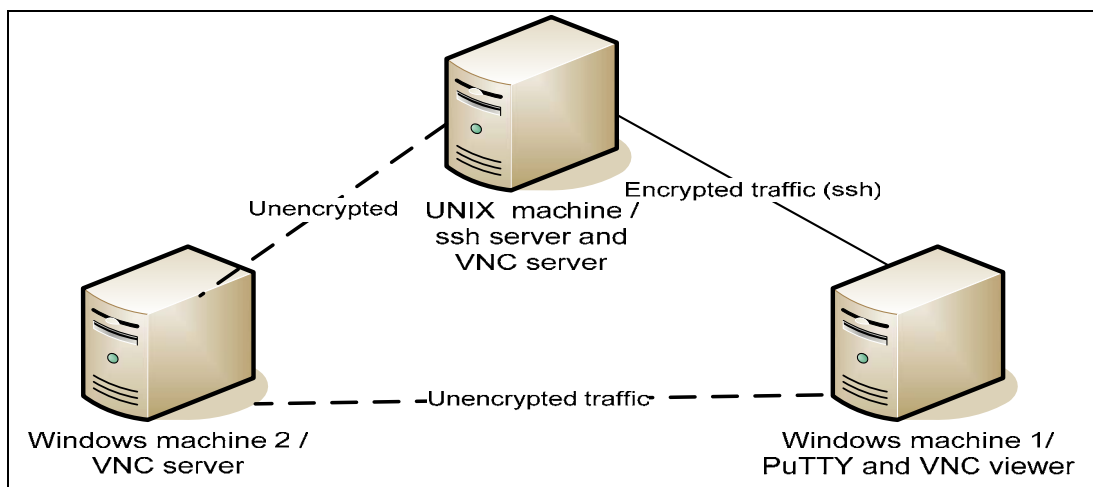 Encrypted traffic (ssh)
Unencrypted
UNIX machine /
ssh server and
VNC server
Unencrypted traffic
Windows machine 2 /
VNC server
Windows machine 1/
PuTTY and VNC viewer